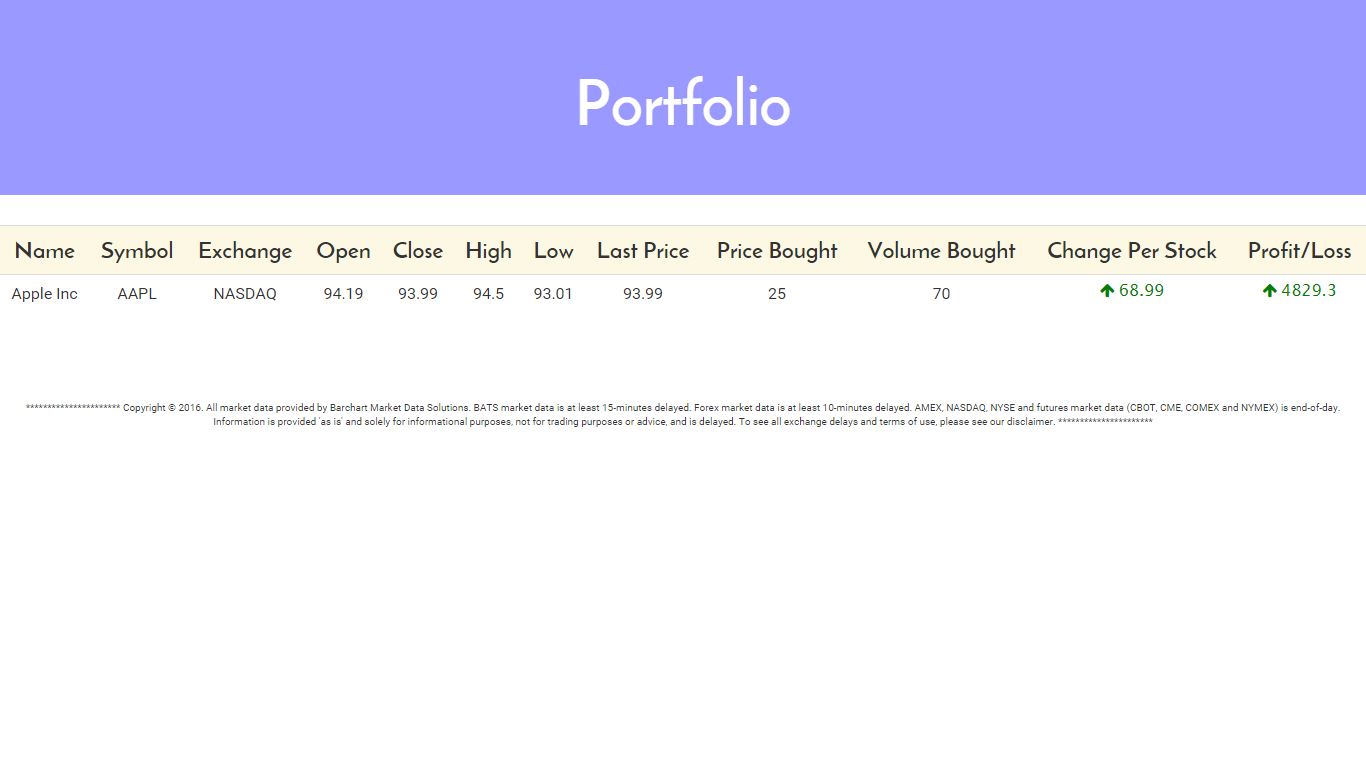 Portfolio
Name Symbol Exchange Open Close High Low Last Price Price Bought Volume Bought Change Per Stock Profit/Loss
Apple Inc AAPL NASDAQ 94.19 93.99 94.5 93.01 93.99 25 70 68.99 4829.3
********************** Copyright © 2016. All market data provided by Barchart Market Data Solutions. BATS market data is at least 15-minutes delayed. Forex market data is at least 10-minutes delayed. AMEX, NASDAQ, NYSE and futures market data (CBOT, CME, COMEX and NYMEX) is end-of-day.
Information is provided 'as is' and solely for informational purposes, not for trading purposes or advice, and is delayed. To see all exchange delays and terms of use, please see our disclaimer. **********************